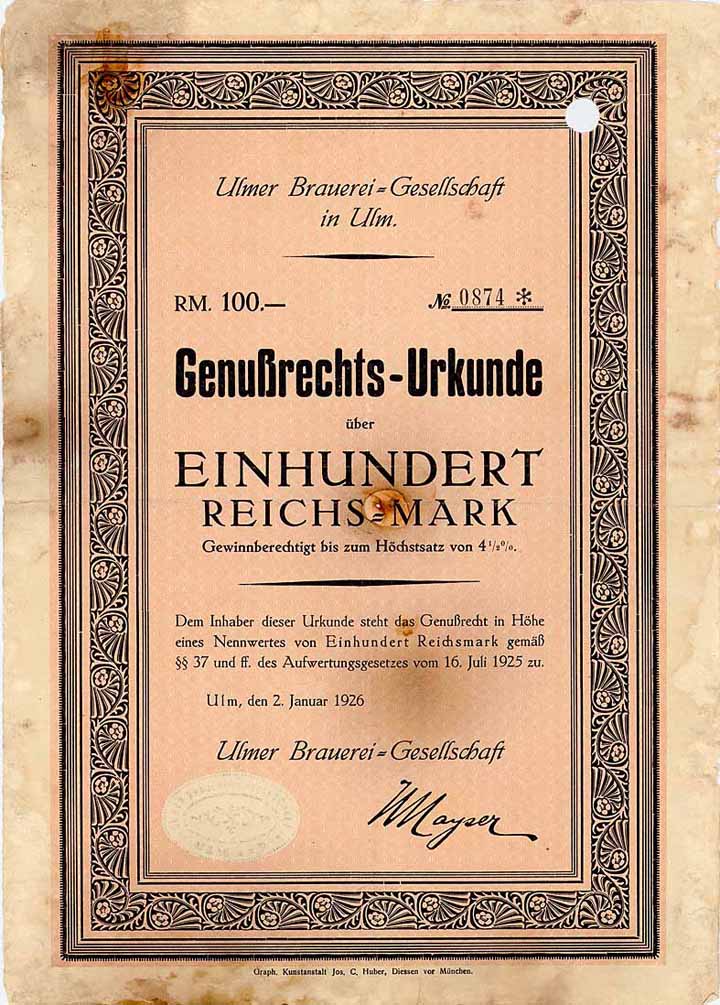 Ulmer Brauerei=Gesellschaft
in Ulm.
RM. 100.—
№ 0874 *
Genußrechts-Urkunde
über
EINHUNDERT
REICHS=MARK
Gewinnberechtigt bis zum Höchstsatz von 4½%.
Dem Inhaber dieser Urkunde steht das Genußrecht in Höhe
eines Nennwertes von Einhundert Reichsmark gemäß
§§ 37 und ff. des Aufwertungsgesetzes vom 16. Juli 1925 zu.
Ulm, den 2. Januar 1926
Ulmer Brauerei=Gesellschaft
Mayser
Graph. Kunstanstalt Jos. C. Huber, Diessen vor München.